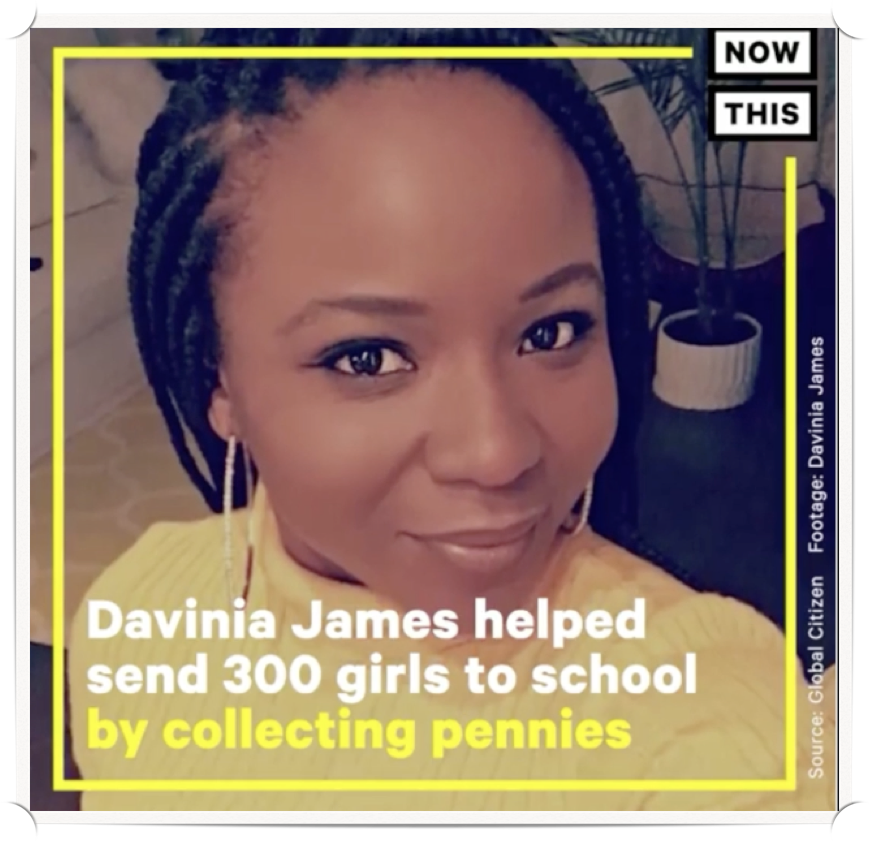 NOW
THIS
Davinia James helped
send 300 girls to school
by collecting pennies
Source: Global Citizen Footage: Davinia James